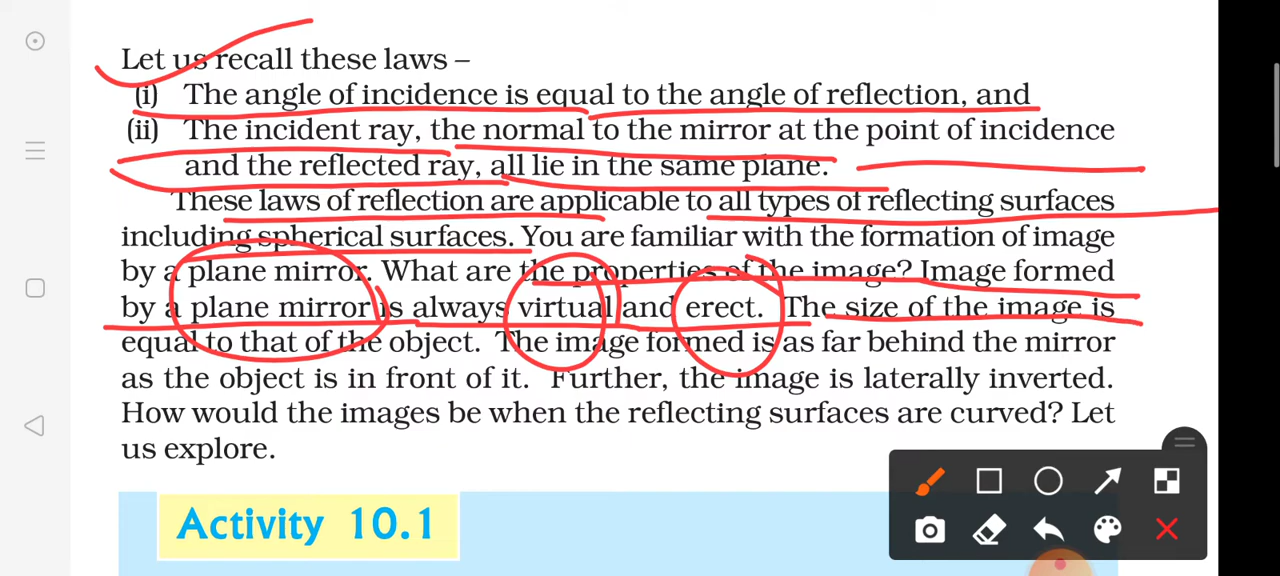 Let us recall these laws –
(i) The angle of incidence is equal to the angle of reflection, and
(ii) The incident ray, the normal to the mirror at the point of incidence
and the reflected ray, all lie in the same plane.
These laws of reflection are applicable to all types of reflecting surfaces
including spherical surfaces. You are familiar with the formation of image
by a plane mirror. What are the properties of the image? Image formed
by a plane mirror is always virtual and erect. The size of the image is
equal to that of the object. The image formed is as far behind the mirror
as the object is in front of it. Further, the image is laterally inverted.
How would the images be when the reflecting surfaces are curved? Let
us explore.
Activity 10.1